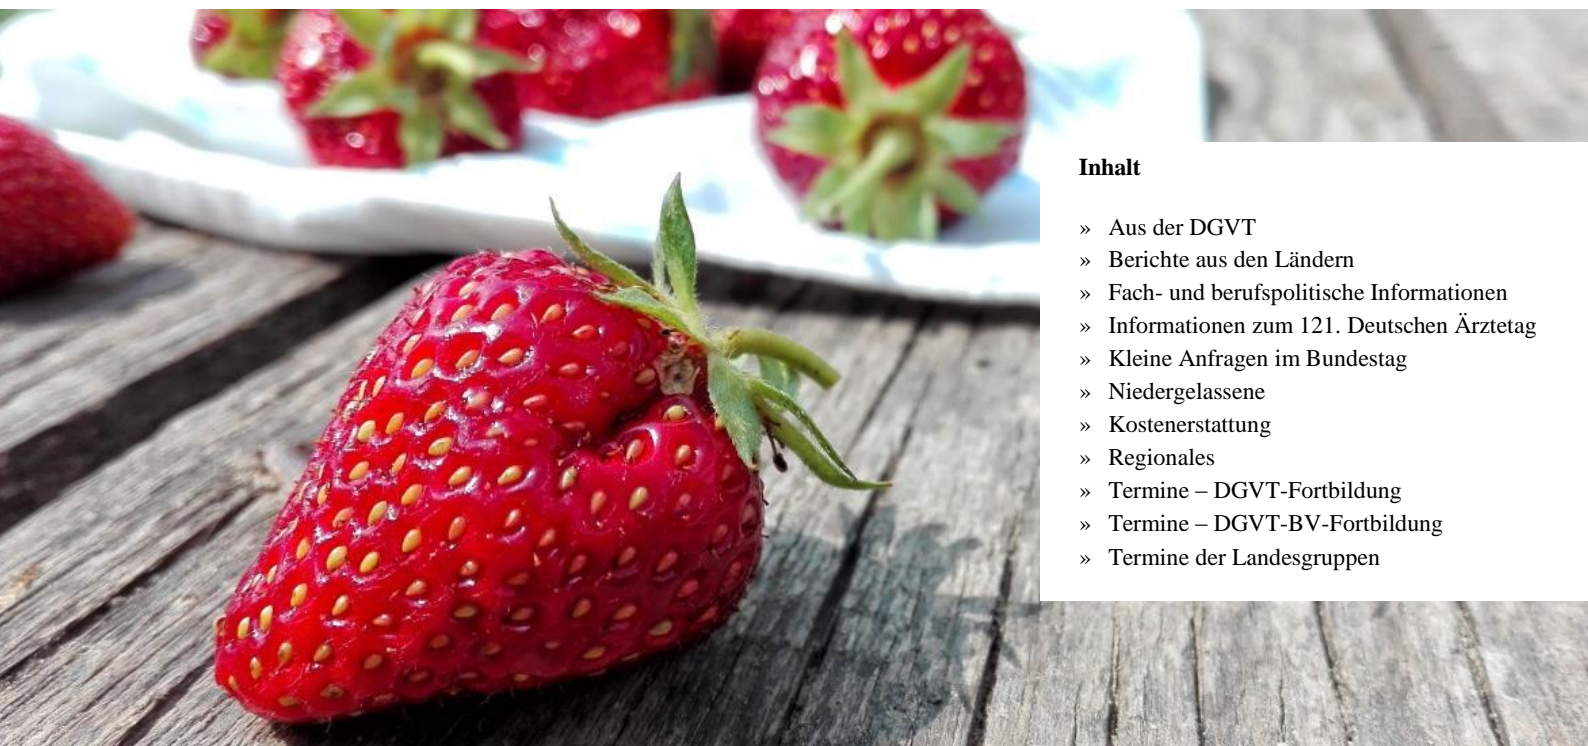 Inhalt
» Aus der DGVT
» Berichte aus den Ländern
» Fach- und berufspolitische Informationen
» Informationen zum 121. Deutschen Ärztetag
» Kleine Anfragen im Bundestag
» Niedergelassene
» Kostenerstattung
» Regionales
» Termine – DGVT-Fortbildung
» Termine – DGVT-BV-Fortbildung
» Termine der Landesgruppen